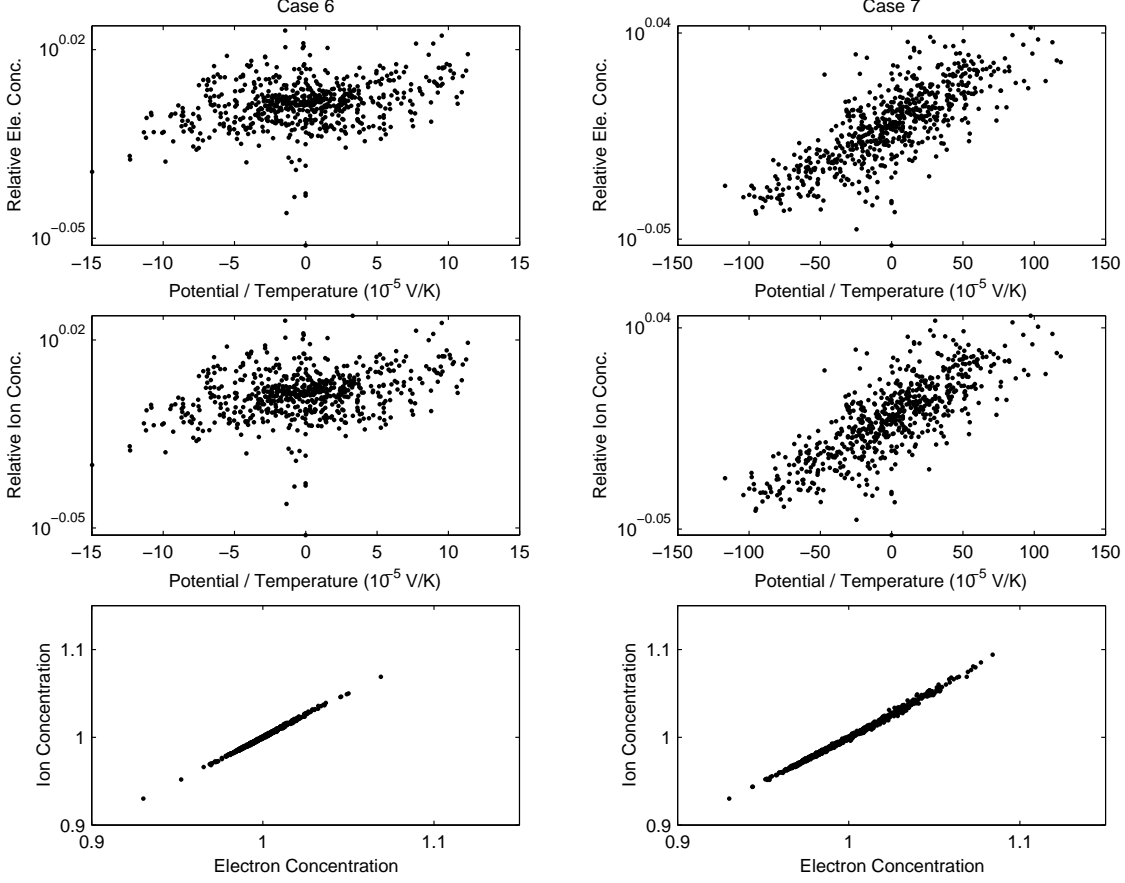 Case 6
Relative Ele. Conc.
10^0.02
10^−0.05
−15 −10 −5 0 5 10 15
Potential / Temperature (10^-5 V/K)
Case 7
Relative Ele. Conc.
10^0.04
10^−0.05
−150 −100 −50 0 50 100 150
Potential / Temperature (10^-5 V/K)
Relative Ion Conc.
10^0.02
10^−0.05
−15 −10 −5 0 5 10 15
Potential / Temperature (10^-5 V/K)
Relative Ion Conc.
10^0.04
10^−0.05
−150 −100 −50 0 50 100 150
Potential / Temperature (10^-5 V/K)
Ion Concentration
1.1
1
0.9
0.9 1 1.1
Electron Concentration
Ion Concentration
1.1
1
0.9
0.9 1 1.1
Electron Concentration